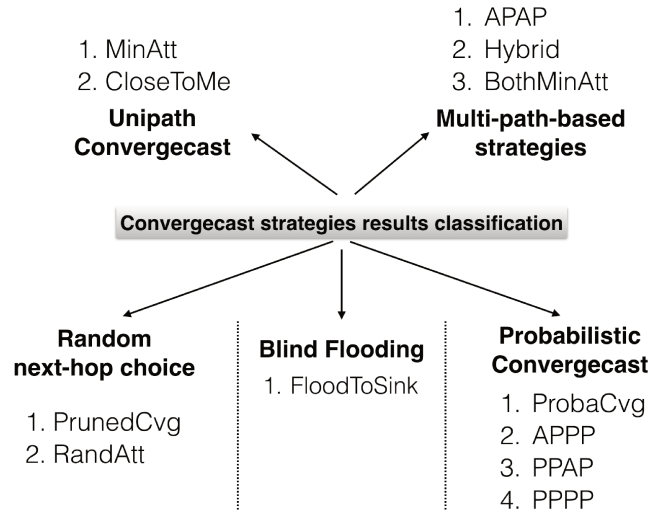 1. MinAtt
2. CloseToMe
Unipath
Convergecast
1. APAP
2. Hybrid
3. BothMinAtt
Multi-path-based
strategies
Convergecast strategies results classification
Random
next-hop choice
1. PrunedCvg
2. RandAtt
Blind Flooding
1. FloodToSink
Probabilistic
Convergecast
1. ProbaCvg
2. APPP
3. PPAP
4. PPPP